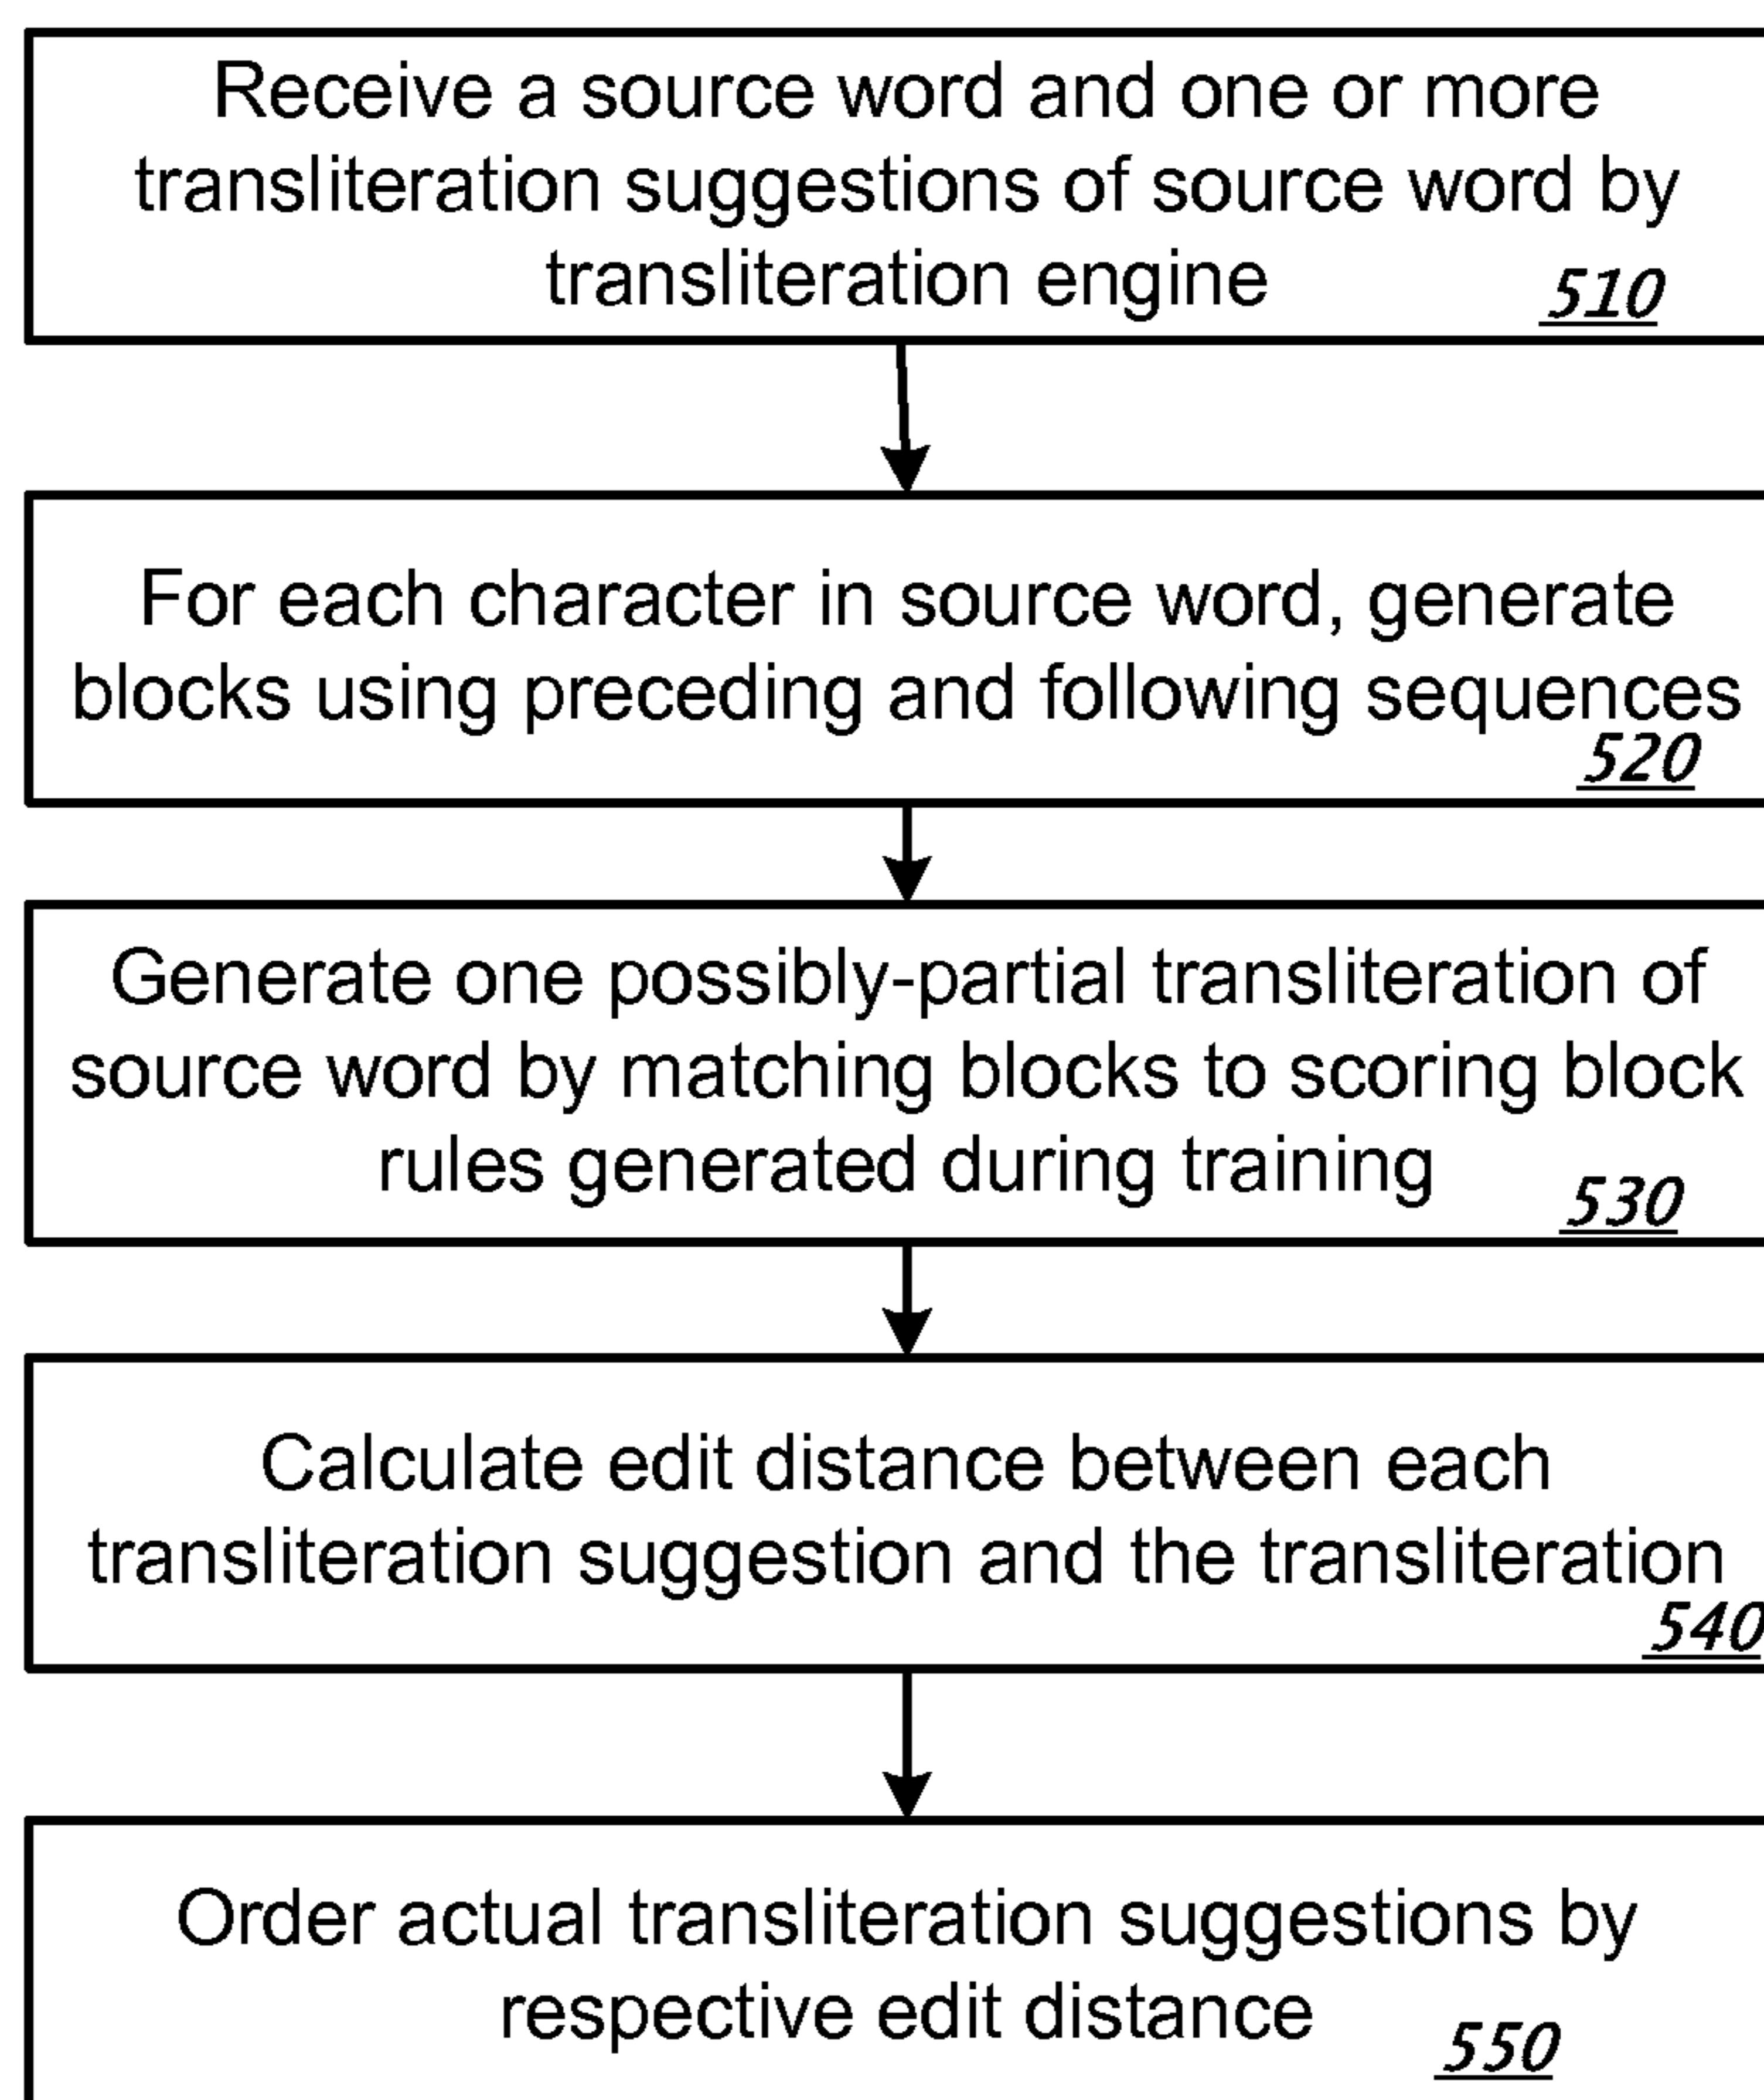 Receive a source word and one or more
transliteration suggestions of source word by
transliteration engine 510
For each character in source word, generate
blocks using preceding and following sequences
520
Generate one possibly-partial transliteration of
source word by matching blocks to scoring block
rules generated during training 530
Calculate edit distance between each
transliteration suggestion and the transliteration
540
Order actual transliteration suggestions by
respective edit distance 550